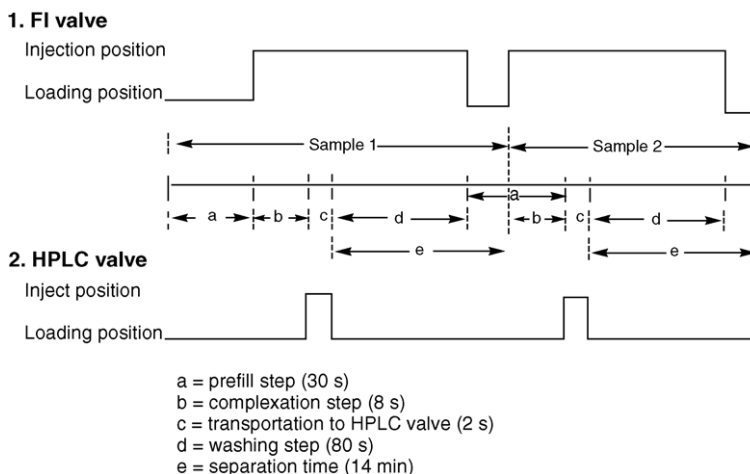 1. FI valve
Injection position
Loading position
Sample 1
Sample 2
a
a b c d b c d
e e
2. HPLC valve
Inject position
Loading position
a = prefill step (30 s)
b = complexation step (8 s)
c = transportation to HPLC valve (2 s)
d = washing step (80 s)
e = separation time (14 min)